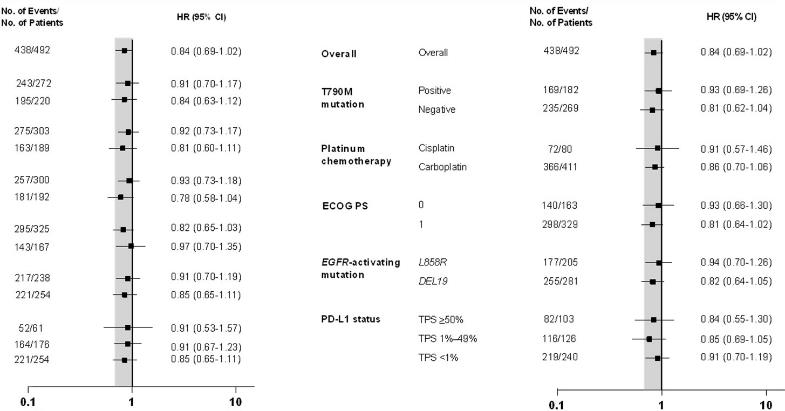 No. of Events/
No. of Patients HR (95% CI)
438/492 0.84 (0.69-1.02)
243/272 0.91 (0.70-1.17)
195/220 0.84 (0.63-1.12)
275/303 0.92 (0.73-1.17)
163/189 0.81 (0.60-1.11)
257/300 0.93 (0.73-1.18)
181/192 0.78 (0.58-1.04)
295/325 0.82 (0.65-1.03)
143/167 0.97 (0.70-1.35)
217/238 0.91 (0.70-1.19)
221/254 0.85 (0.65-1.11)
52/61 0.91 (0.53-1.57)
164/176 0.91 (0.67-1.23)
221/254 0.85 (0.65-1.11)
0.1 1 10
No. of Events/
No. of Patients HR (95% CI)
Overall Overall 438/492 0.84 (0.69-1.02)
T790M
mutation
Positive 169/182 0.93 (0.69-1.26)
Negative 235/269 0.81 (0.62-1.04)
Platinum
chemotherapy
Cisplatin 72/80 0.91 (0.57-1.46)
Carboplatin 366/411 0.86 (0.70-1.06)
ECOG PS 0 140/163 0.93 (0.66-1.30)
1 298/329 0.81 (0.64-1.02)
EGFR-activating
mutation
L858R 177/205 0.94 (0.70-1.26)
DEL19 255/281 0.82 (0.64-1.05)
PD-L1 status TPS ≥50% 82/103 0.84 (0.55-1.30)
TPS 1%–49% 116/126 0.85 (0.69-1.05)
TPS <1% 219/240 0.91 (0.70-1.19)
0.1 1 10